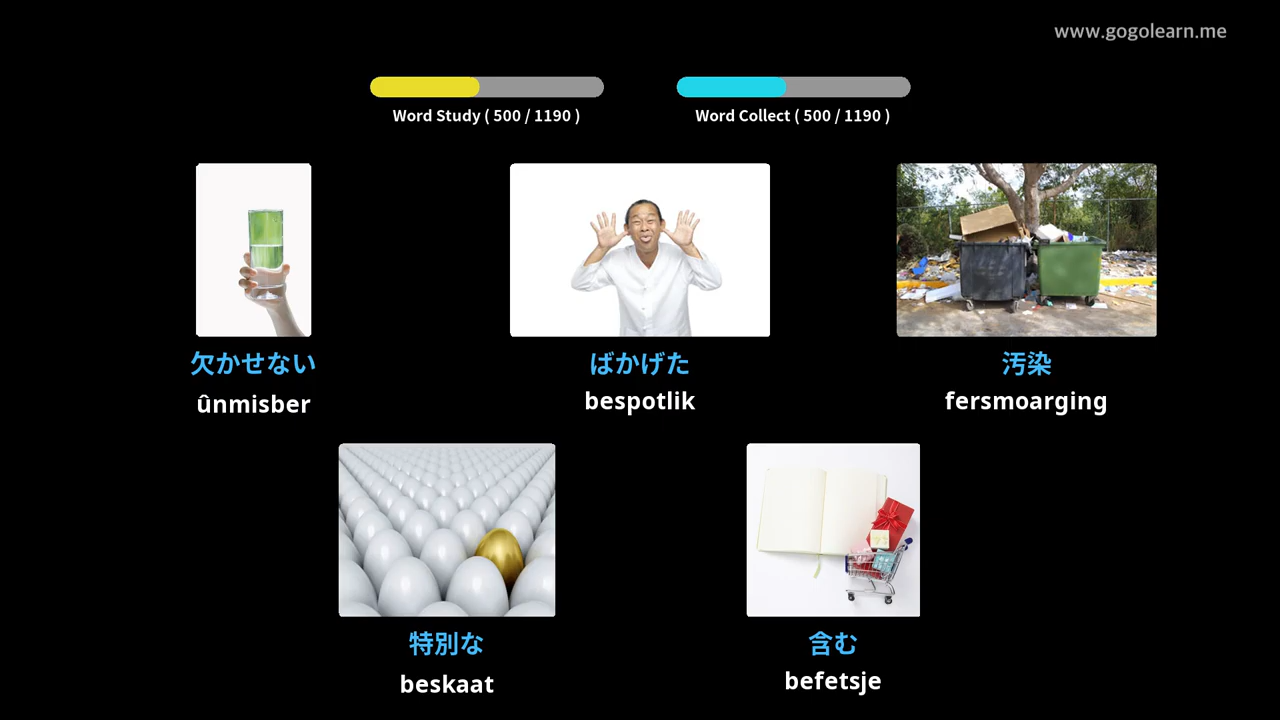 www.gogolearn.me
Word Study ( 500 / 1190 )
Word Collect ( 500 / 1190 )
欠かせない
ûnmisber
ばかげた
bespotlik
汚染
fersmoarging
特別な
beskaat
含む
befetsje